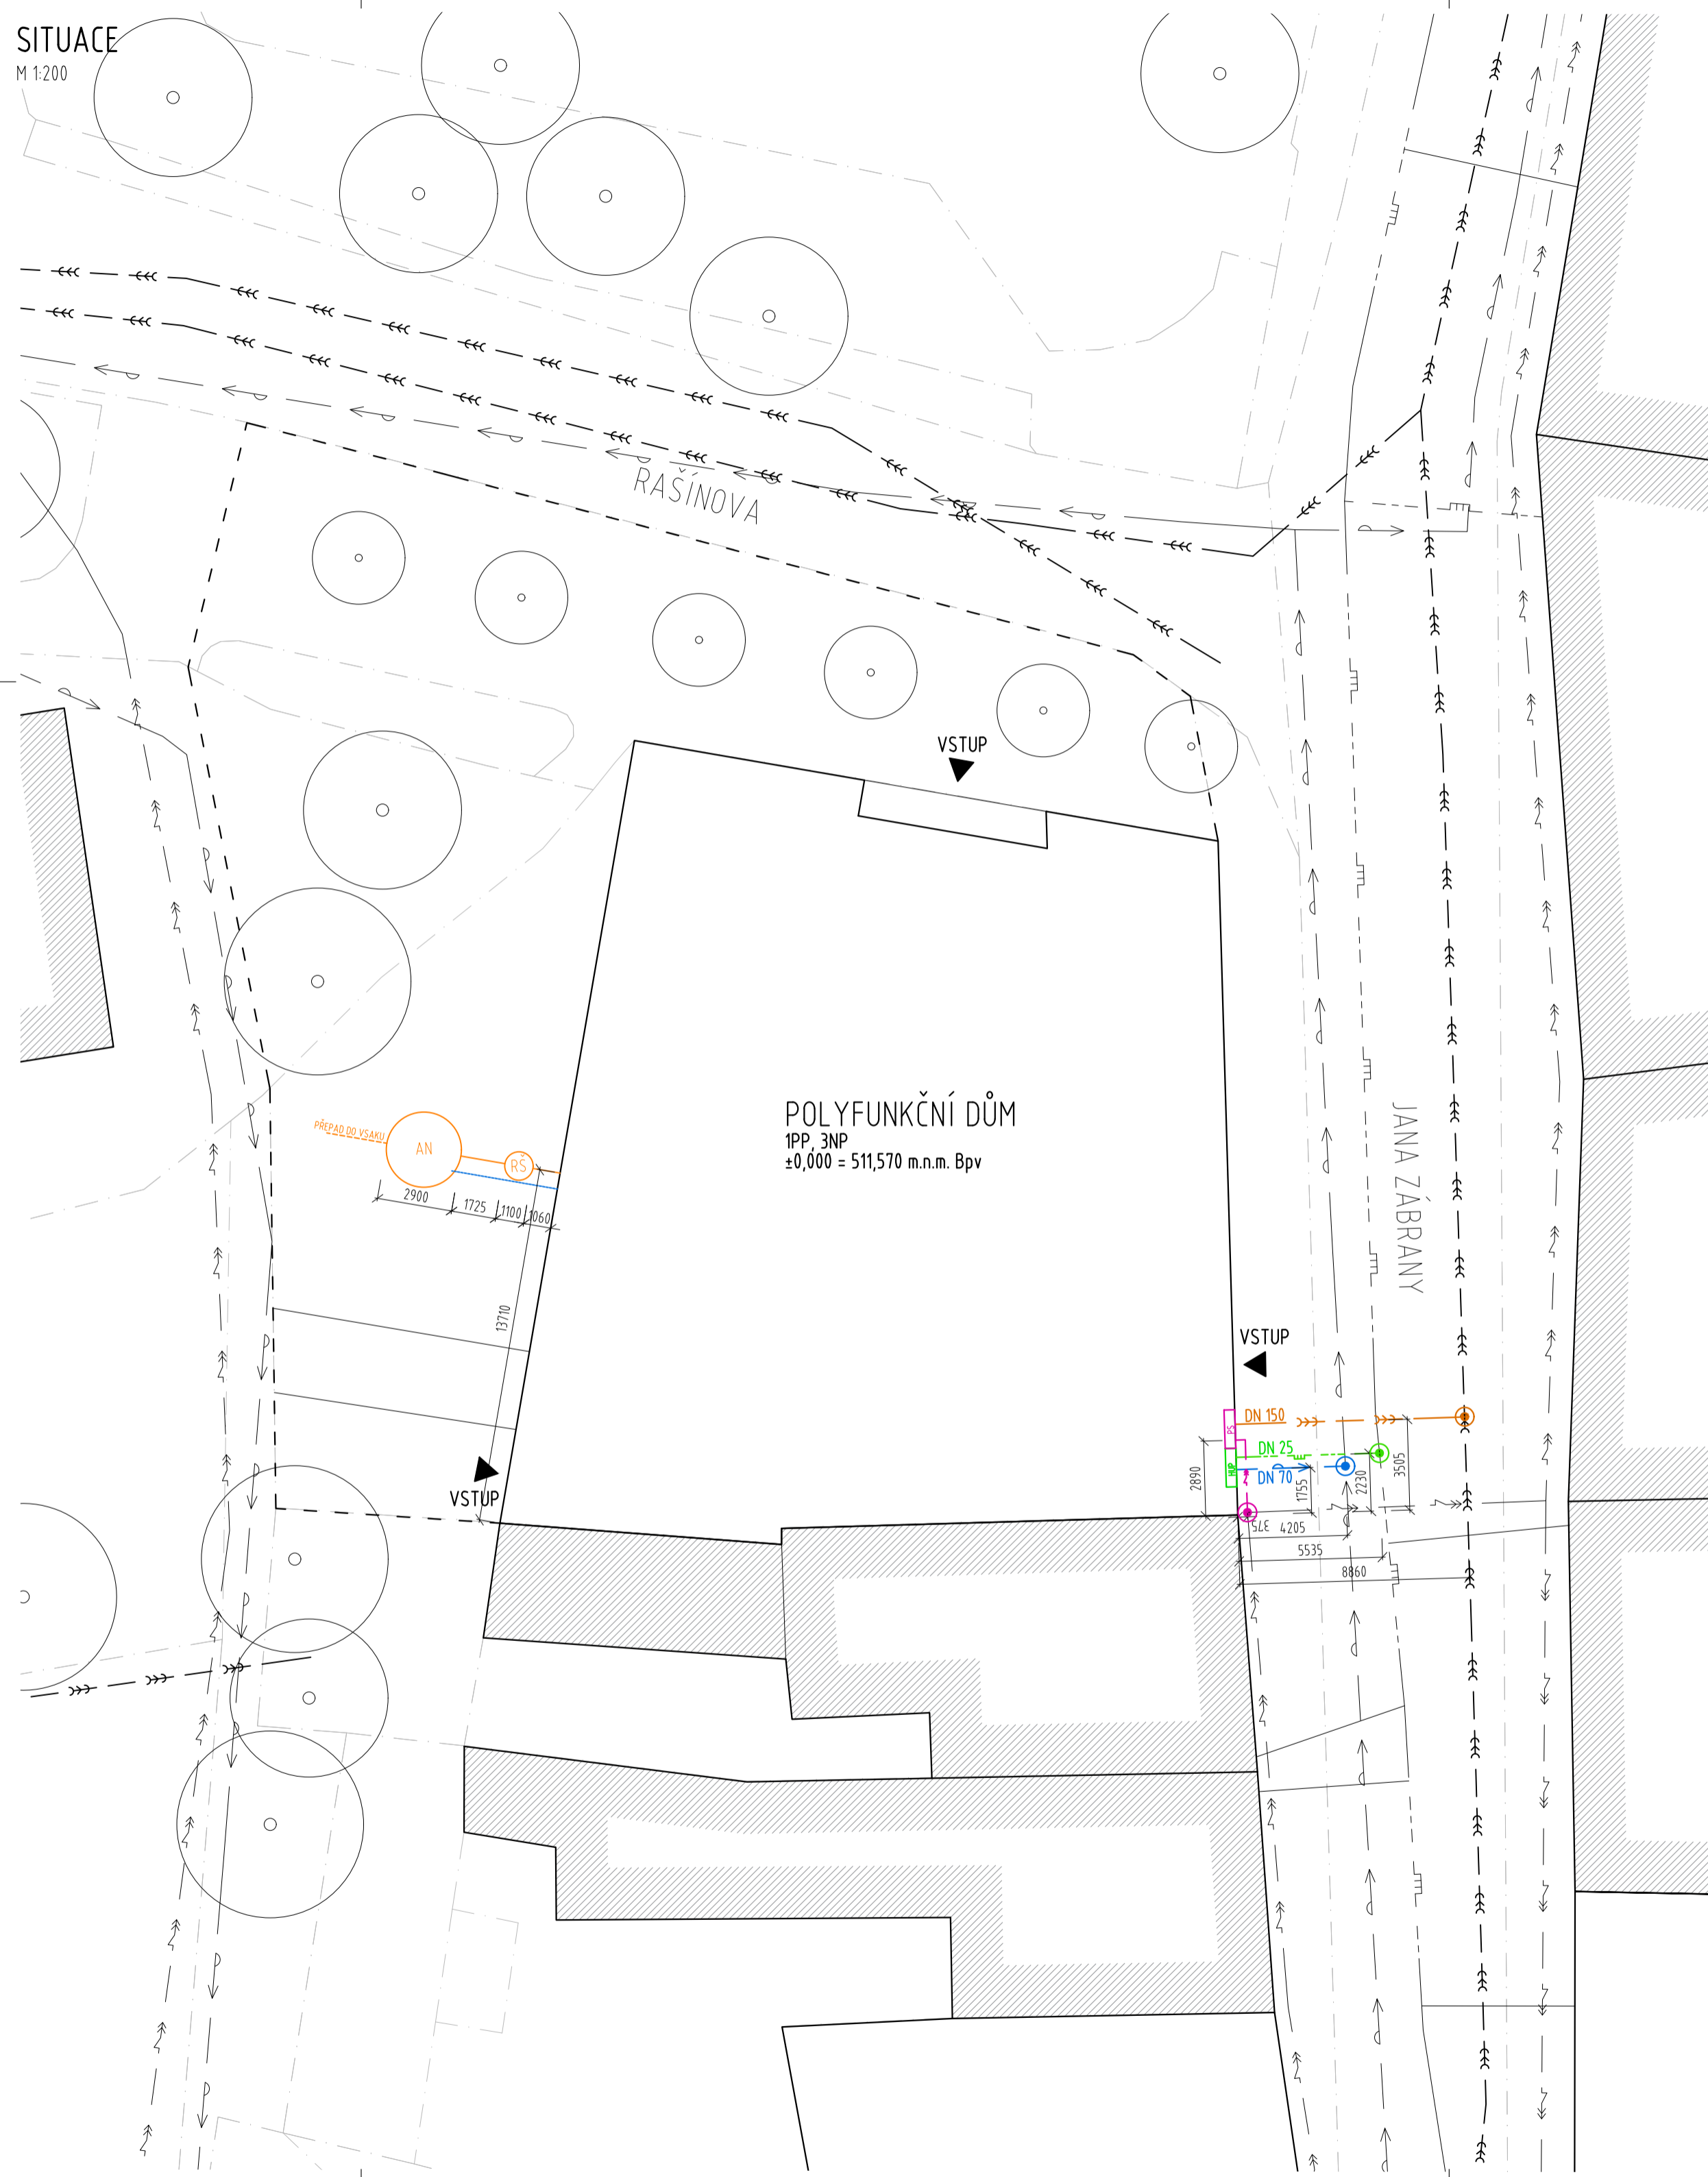 SITUACE
M 1:200
RAŠÍNOVA
VSTUP
POLYFUNKČNÍ DŮM
1PP, 3NP
±0,000 = 511,570 m.n.m. Bpv
JANA ZÁBRANY
PŘEPAD DO VSAKU
AN
RŠ
2900
1725
1100
1060
13710
VSTUP
VSTUP
DN 150
PS
DN 25
HUP
DN 70
2890
1755
2230
3505
375
4205
5535
8860